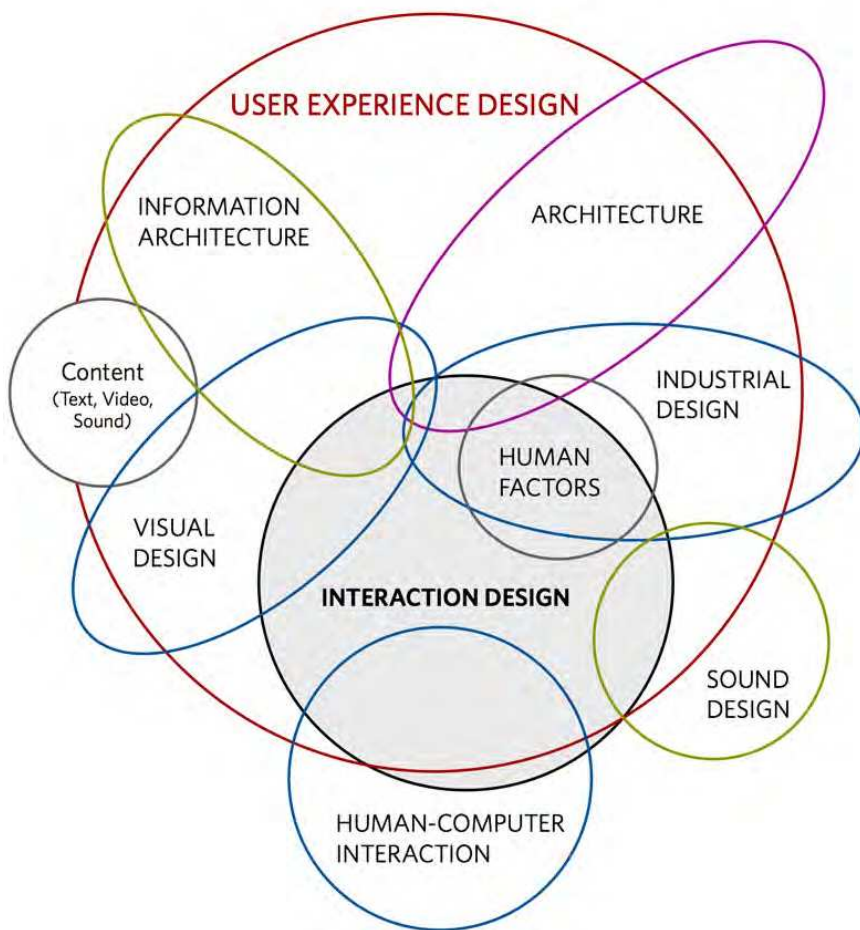 USER EXPERIENCE DESIGN
INFORMATION
ARCHITECTURE
ARCHITECTURE
Content
(Text, Video,
Sound)
INDUSTRIAL
DESIGN
HUMAN
FACTORS
VISUAL
DESIGN
INTERACTION DESIGN
SOUND
DESIGN
HUMAN-COMPUTER
INTERACTION